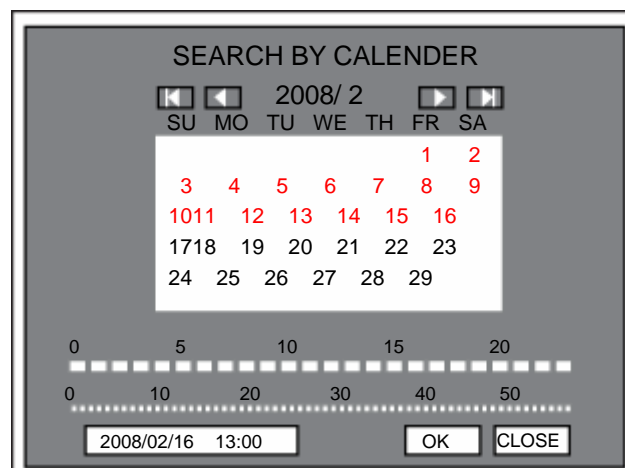 SEARCH BY CALENDER
2008/ 2
SU MO TU WE TH FR SA
1 2
3 4 5 6 7 8 9
1011 12 13 14 15 16
1718 19 20 21 22 23
24 25 26 27 28 29
0 5 10 15 20
0 10 20 30 40 50
2008/02/16 13:00 OK CLOSE